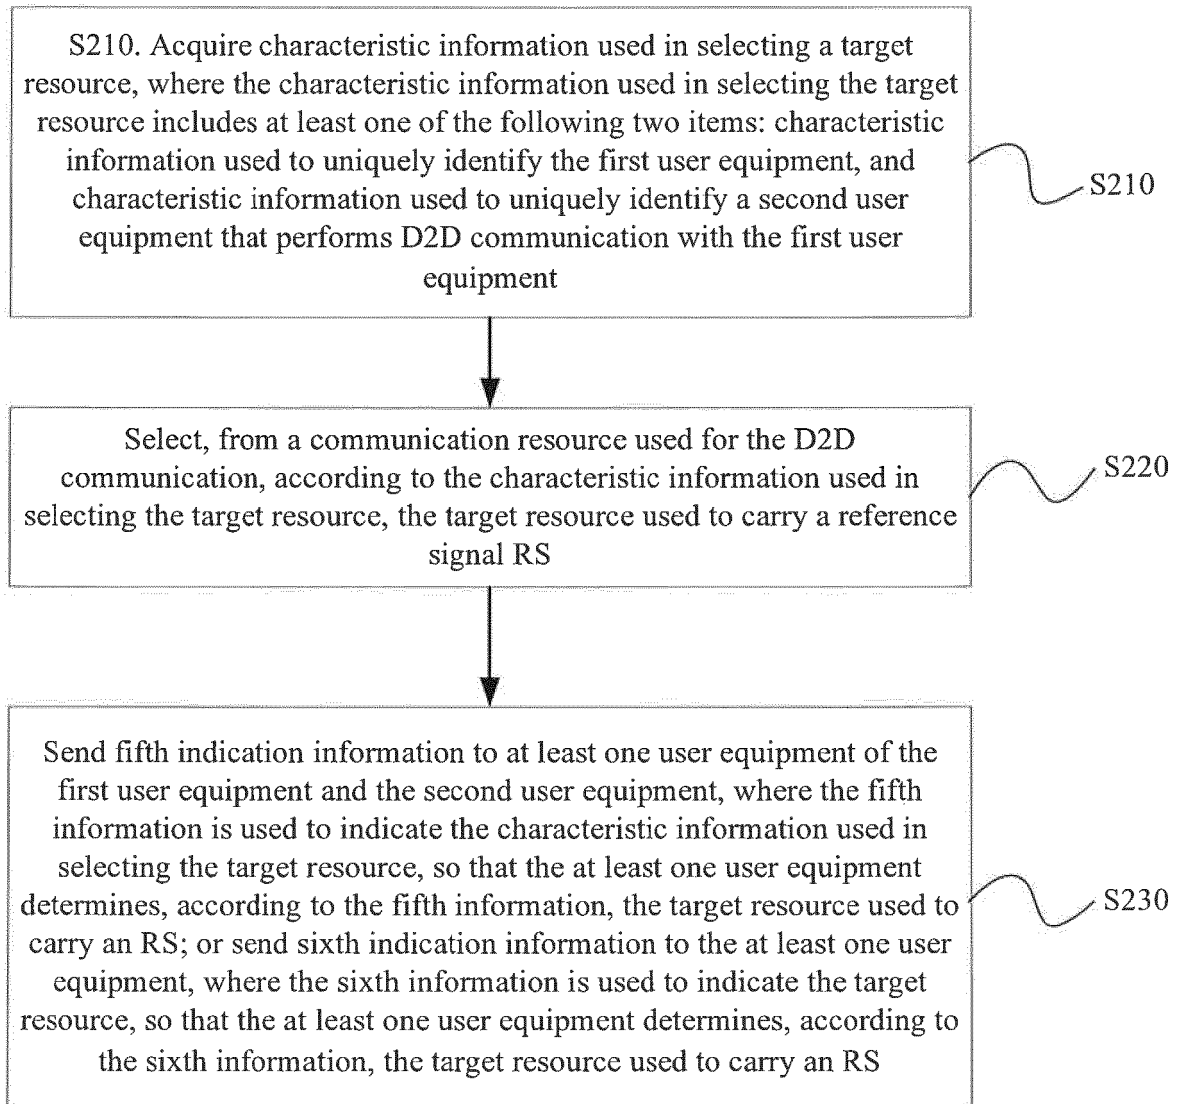 S210. Acquire characteristic information used in selecting a target
resource, where the characteristic information used in selecting the target
resource includes at least one of the following two items: characteristic
information used to uniquely identify the first user equipment, and
characteristic information used to uniquely identify a second user
equipment that performs D2D communication with the first user
equipment
S210
Select, from a communication resource used for the D2D
communication, according to the characteristic information used in
selecting the target resource, the target resource used to carry a reference
signal RS
S220
Send fifth indication information to at least one user equipment of the
first user equipment and the second user equipment, where the fifth
information is used to indicate the characteristic information used in
selecting the target resource, so that the at least one user equipment
determines, according to the fifth information, the target resource used to
carry an RS; or send sixth indication information to the at least one user
equipment, where the sixth information is used to indicate the target
resource, so that the at least one user equipment determines, according to
the sixth information, the target resource used to carry an RS
S230